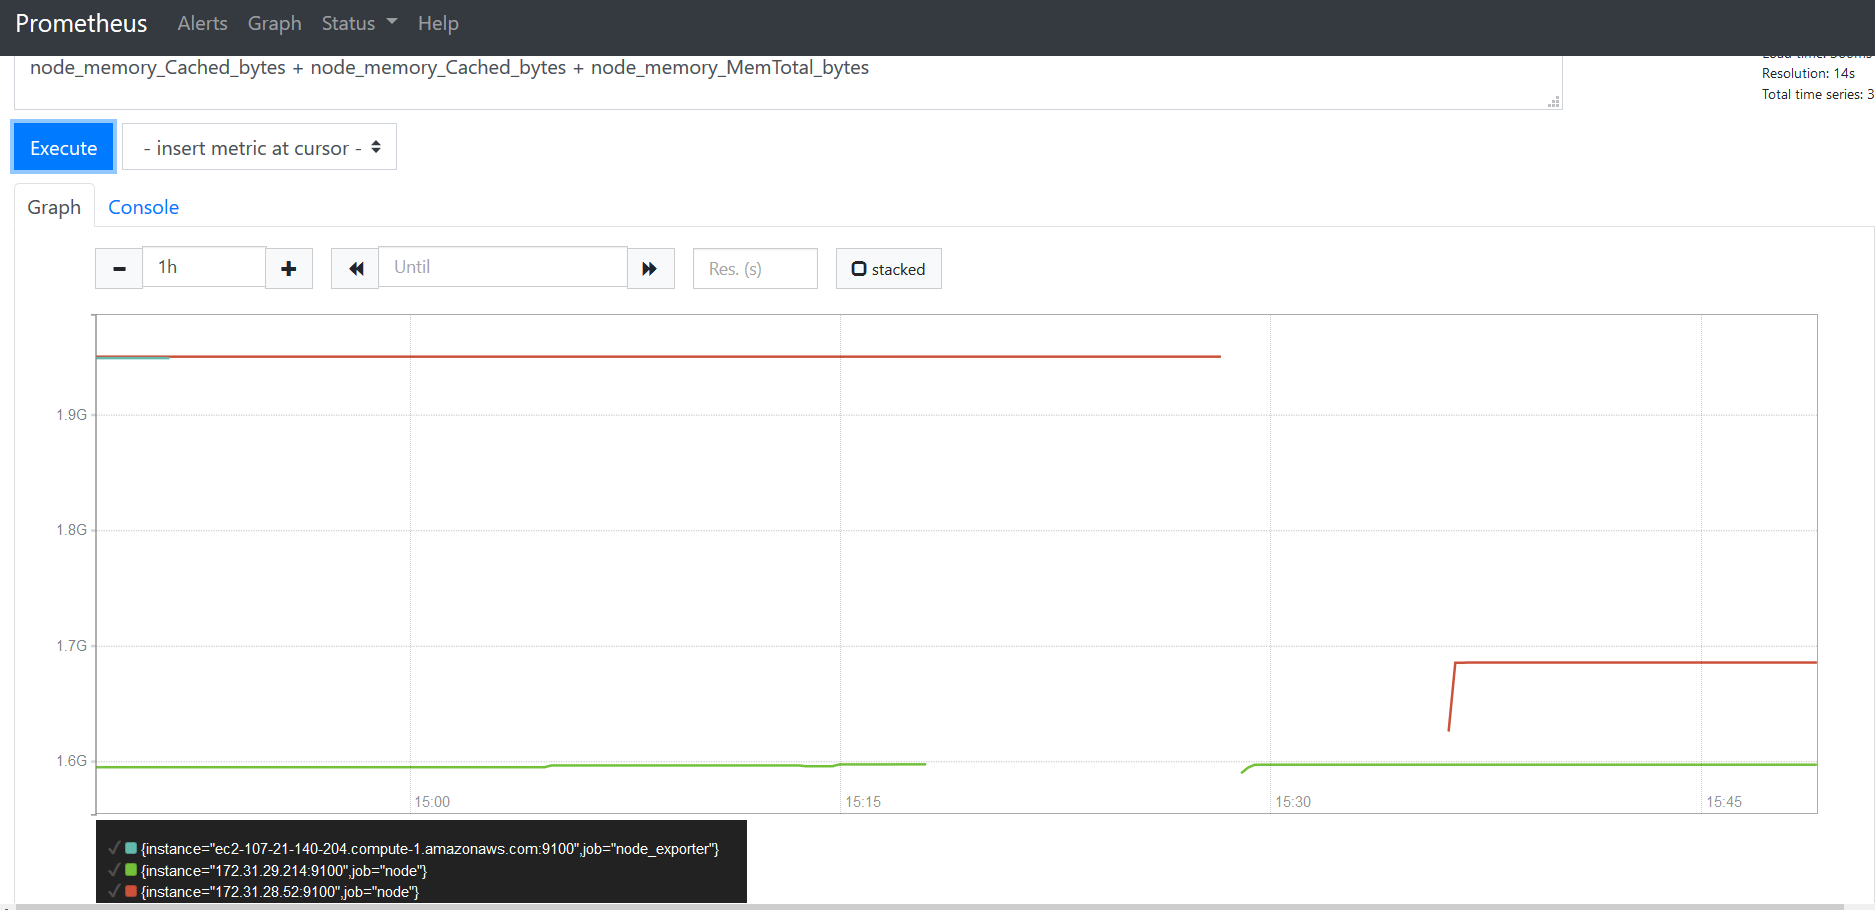 Prometheus Alerts Graph Status Help
node_memory_Cached_bytes + node_memory_Cached_bytes + node_memory_MemTotal_bytes
Resolution: 14s
Total time series: 3
Execute
- insert metric at cursor -
Graph Console
1h Until Res. (s) stacked
1.9G
1.8G
1.7G
1.6G
15:00 15:15 15:30 15:45
{instance="ec2-107-21-140-204.compute-1.amazonaws.com:9100",job="node_exporter"}
{instance="172.31.29.214:9100",job="node"}
{instance="172.31.28.52:9100",job="node"}